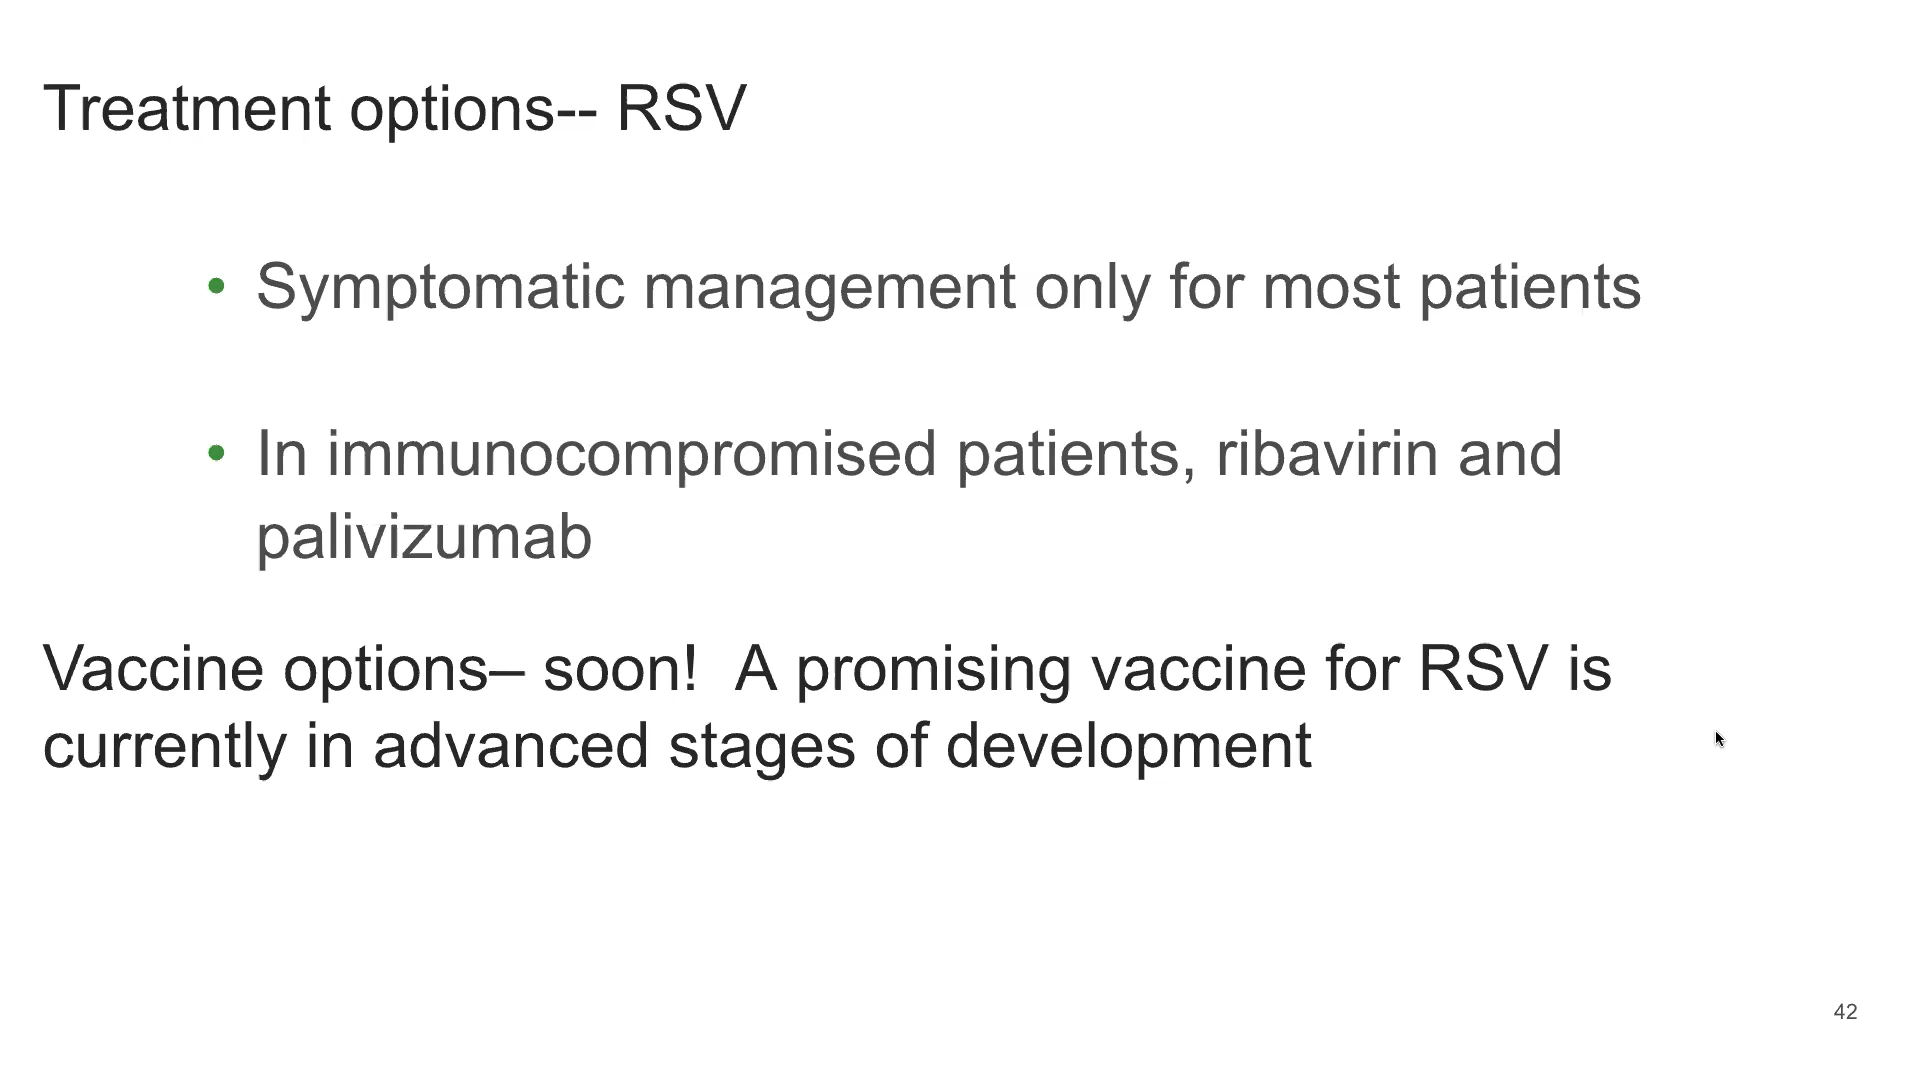 Treatment options-- RSV
• Symptomatic management only for most patients
• In immunocompromised patients, ribavirin and
palivizumab
Vaccine options– soon!  A promising vaccine for RSV is
currently in advanced stages of development
42